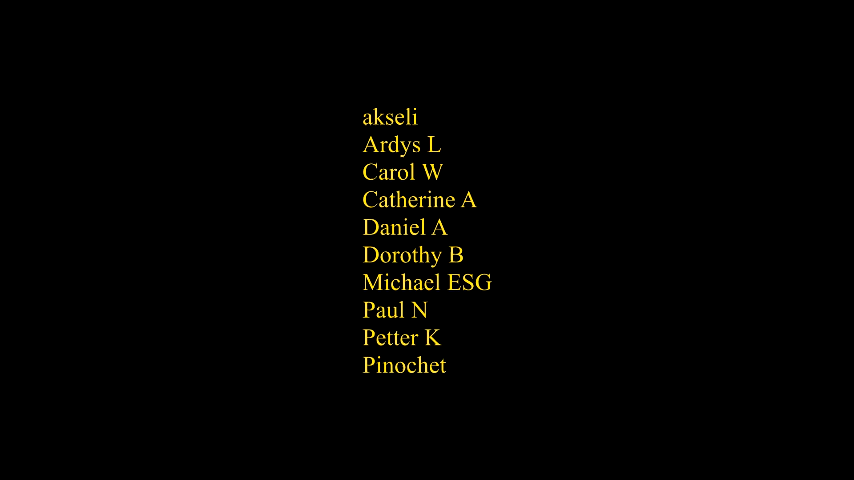 akseli
Ardys L
Carol W
Catherine A
Daniel A
Dorothy B
Michael ESG
Paul N
Petter K
Pinochet